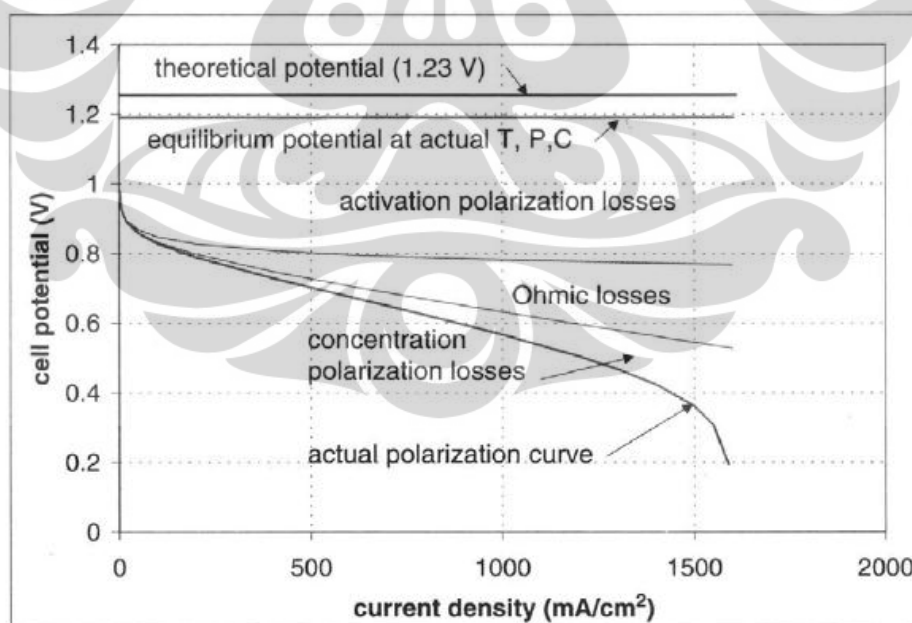 1.4
theoretical potential (1.23 V)
1.2
equilibrium potential at actual T, P,C
1
activation polarization losses
0.8
Ohmic losses
0.6
concentration
polarization losses
0.4
actual polarization curve
0.2
0
cell potential (V)
0 500 1000 1500 2000
current density (mA/cm²)